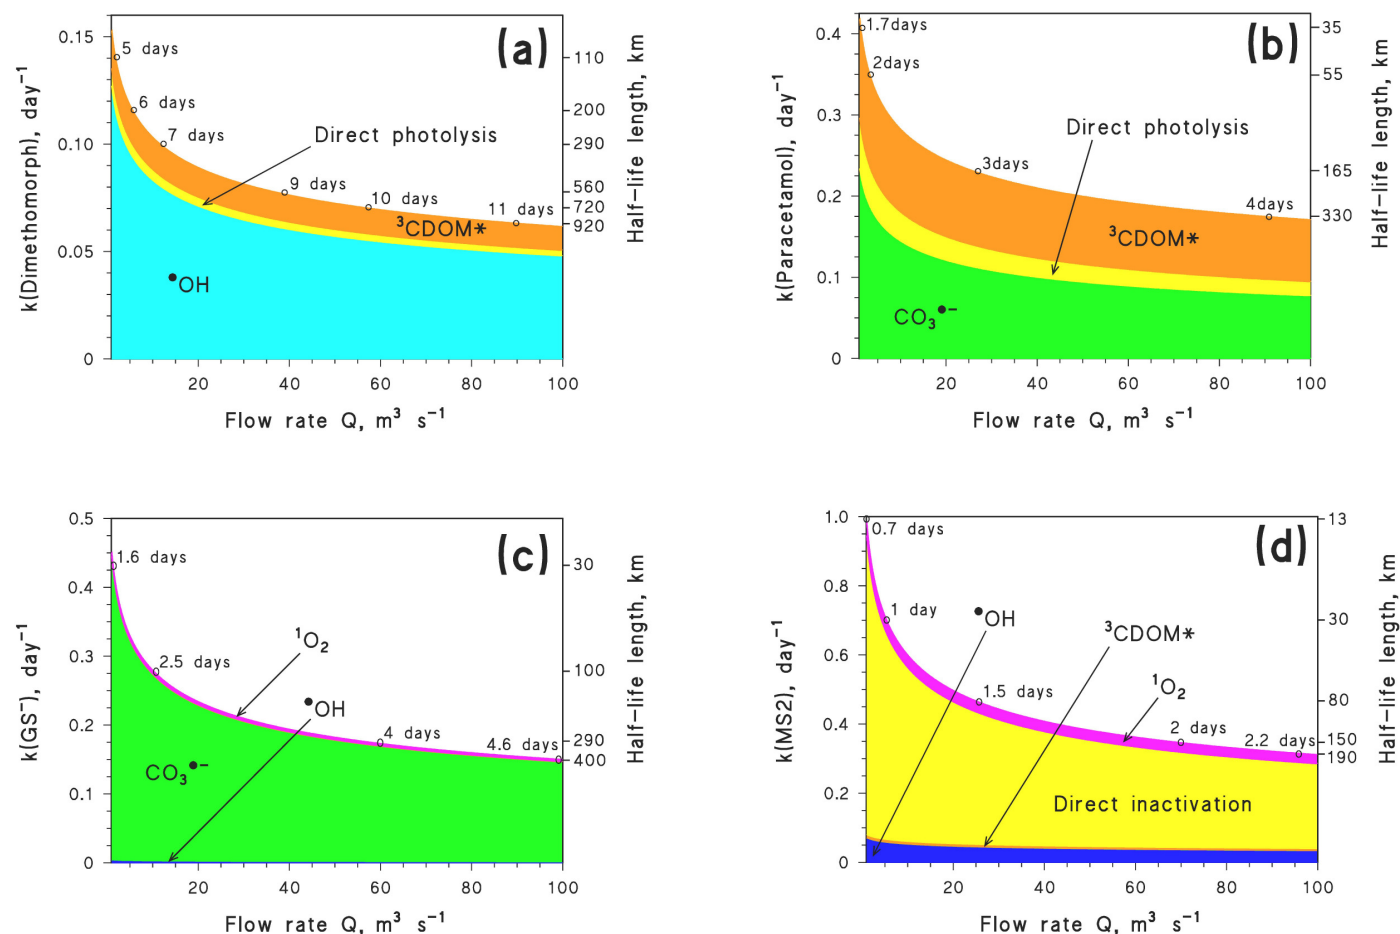 (a)
k(Dimethomorph), day⁻¹
0.15
0.10
0.05
0
5 days
6 days
7 days
9 days
10 days
11 days
Direct photolysis
³CDOM*
•OH
110
200
290
560
720
920
Half-life length, km
20 40 60 80 100
Flow rate Q, m³ s⁻¹
(b)
k(Paracetamol), day⁻¹
0.4
0.3
0.2
0.1
0
1.7days
2days
3days
4days
Direct photolysis
³CDOM*
CO₃•−
35
55
165
330
Half-life length, km
20 40 60 80 100
Flow rate Q, m³ s⁻¹
(c)
k(GS⁻), day⁻¹
0.5
0.4
0.3
0.2
0.1
0
1.6 days
2.5 days
4 days
4.6 days
¹O₂
•OH
CO₃•−
30
100
290
400
Half-life length, km
20 40 60 80 100
Flow rate Q, m³ s⁻¹
(d)
k(MS2), day⁻¹
1.0
0.8
0.6
0.4
0.2
0
0.7 days
1 day
1.5 days
2 days
2.2 days
•OH
³CDOM*
¹O₂
Direct inactivation
13
30
80
150
190
Half-life length, km
20 40 60 80 100
Flow rate Q, m³ s⁻¹